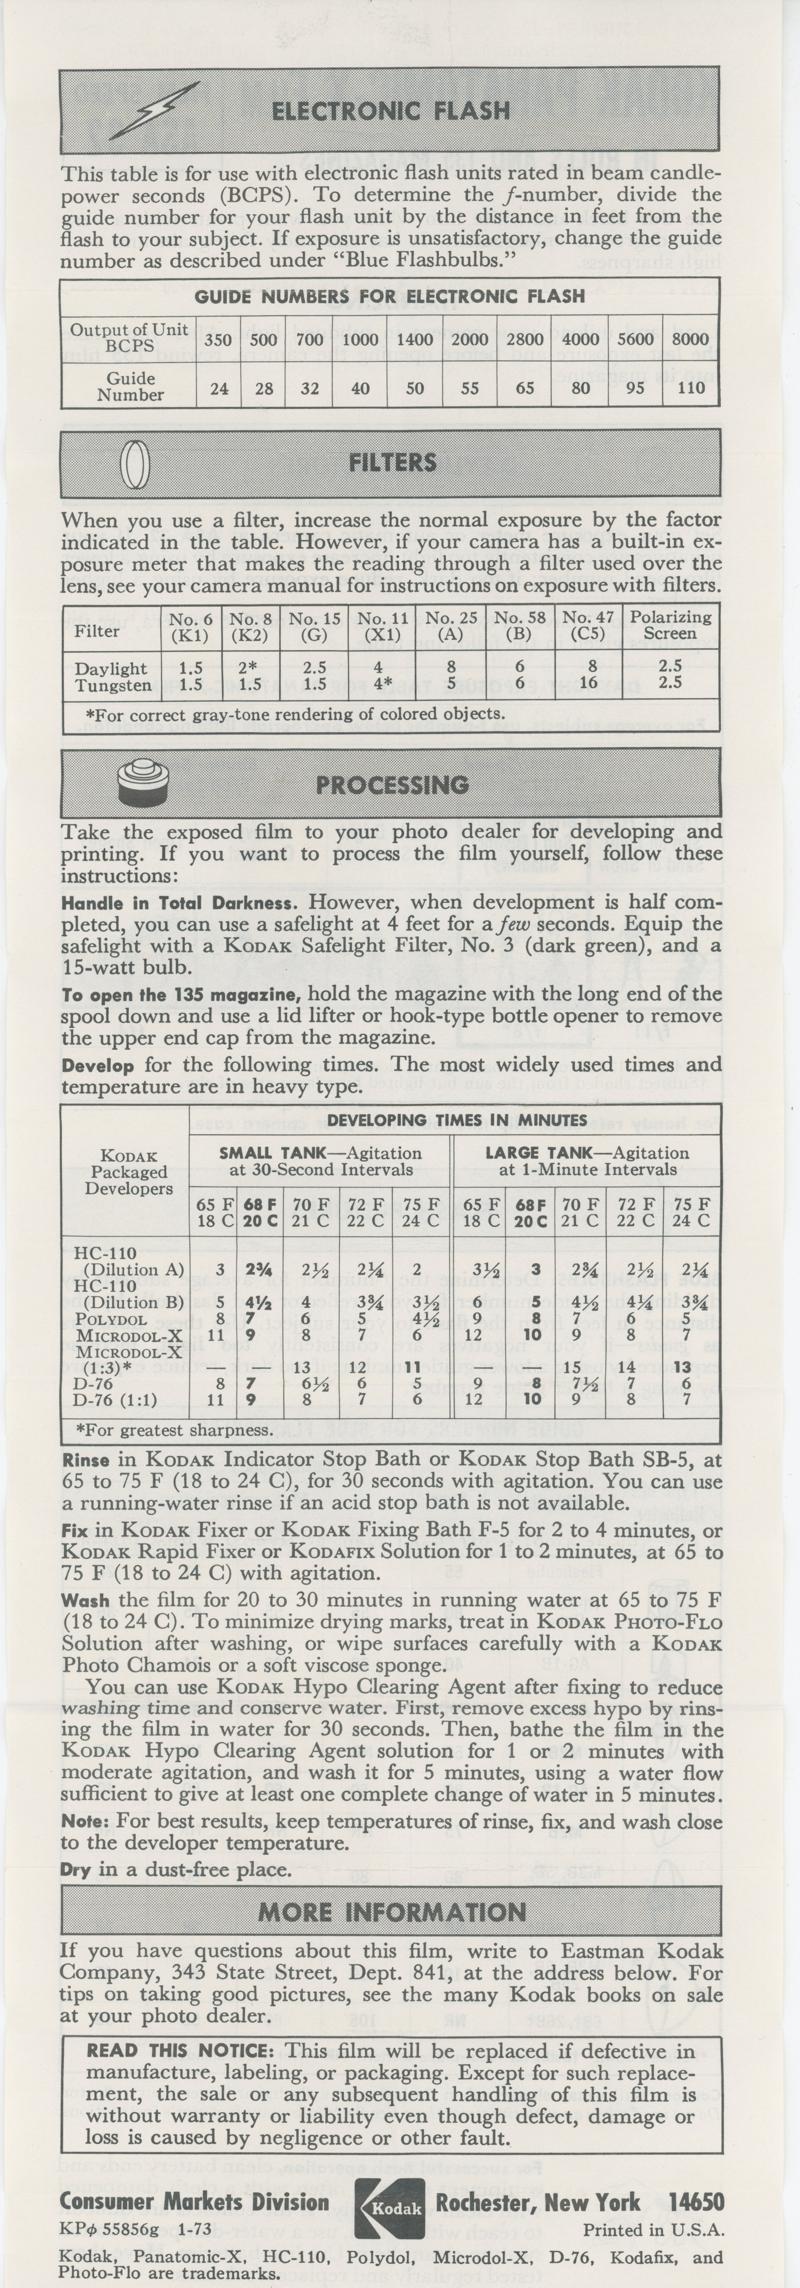 ELECTRONIC FLASH
This table is for use with electronic flash units rated in beam candle-
power seconds (BCPS). To determine the f-number, divide the
guide number for your flash unit by the distance in feet from the
flash to your subject. If exposure is unsatisfactory, change the guide
number as described under “Blue Flashbulbs.”
GUIDE NUMBERS FOR ELECTRONIC FLASH
Output of Unit BCPS 350 500 700 1000 1400 2000 2800 4000 5600 8000
Guide Number 24 28 32 40 50 55 65 80 95 110
FILTERS
When you use a filter, increase the normal exposure by the factor
indicated in the table. However, if your camera has a built-in ex-
posure meter that makes the reading through a filter used over the
lens, see your camera manual for instructions on exposure with filters.
Filter No. 6 (K1) No. 8 (K2) No. 15 (G) No. 11 (X1) No. 25 (A) No. 58 (B) No. 47 (C5) Polarizing Screen
Daylight 1.5 2* 2.5 4 8 6 8 2.5
Tungsten 1.5 1.5 1.5 4* 5 6 16 2.5
*For correct gray-tone rendering of colored objects.
PROCESSING
Take the exposed film to your photo dealer for developing and
printing. If you want to process the film yourself, follow these
instructions:
Handle in Total Darkness. However, when development is half com-
pleted, you can use a safelight at 4 feet for a few seconds. Equip the
safelight with a KODAK Safelight Filter, No. 3 (dark green), and a
15-watt bulb.
To open the 135 magazine, hold the magazine with the long end of the
spool down and use a lid lifter or hook-type bottle opener to remove
the upper end cap from the magazine.
Develop for the following times. The most widely used times and
temperature are in heavy type.
DEVELOPING TIMES IN MINUTES
KODAK Packaged Developers
SMALL TANK—Agitation at 30-Second Intervals
LARGE TANK—Agitation at 1-Minute Intervals
65 F 68 F 70 F 72 F 75 F 65 F 68 F 70 F 72 F 75 F
18 C 20 C 21 C 22 C 24 C 18 C 20 C 21 C 22 C 24 C
HC-110
(Dilution A) 3 2¾ 2½ 2¼ 2 3½ 3 2¾ 2½ 2¼
HC-110
(Dilution B) 5 4½ 4 3¾ 3½ 6 5 4½ 4¼ 3¾
POLYDOL 8 7 6 5 4½ 9 8 7 6 5
MICRODOL-X 11 9 8 7 6 12 10 9 8 7
MICRODOL-X
(1:3)* — — 13 12 11 — — 15 14 13
D-76 8 7 6½ 6 5 9 8 7½ 7 6
D-76 (1:1) 11 9 8 7 6 12 10 9 8 7
*For greatest sharpness.
Rinse in KODAK Indicator Stop Bath or KODAK Stop Bath SB-5, at
65 to 75 F (18 to 24 C), for 30 seconds with agitation. You can use
a running-water rinse if an acid stop bath is not available.
Fix in KODAK Fixer or KODAK Fixing Bath F-5 for 2 to 4 minutes, or
KODAK Rapid Fixer or KODAFIX Solution for 1 to 2 minutes, at 65 to
75 F (18 to 24 C) with agitation.
Wash the film for 20 to 30 minutes in running water at 65 to 75 F
(18 to 24 C). To minimize drying marks, treat in KODAK PHOTO-FLO
Solution after washing, or wipe surfaces carefully with a KODAK
Photo Chamois or a soft viscose sponge.
You can use KODAK Hypo Clearing Agent after fixing to reduce
washing time and conserve water. First, remove excess hypo by rins-
ing the film in water for 30 seconds. Then, bathe the film in the
KODAK Hypo Clearing Agent solution for 1 or 2 minutes with
moderate agitation, and wash it for 5 minutes, using a water flow
sufficient to give at least one complete change of water in 5 minutes.
Note: For best results, keep temperatures of rinse, fix, and wash close
to the developer temperature.
Dry in a dust-free place.
MORE INFORMATION
If you have questions about this film, write to Eastman Kodak
Company, 343 State Street, Dept. 841, at the address below. For
tips on taking good pictures, see the many Kodak books on sale
at your photo dealer.
READ THIS NOTICE: This film will be replaced if defective in
manufacture, labeling, or packaging. Except for such replace-
ment, the sale or any subsequent handling of this film is
without warranty or liability even though defect, damage or
loss is caused by negligence or other fault.
Consumer Markets Division Kodak Rochester, New York 14650
KPϕ 55856g 1-73 Printed in U.S.A.
Kodak, Panatomic-X, HC-110, Polydol, Microdol-X, D-76, Kodafix, and
Photo-Flo are trademarks.